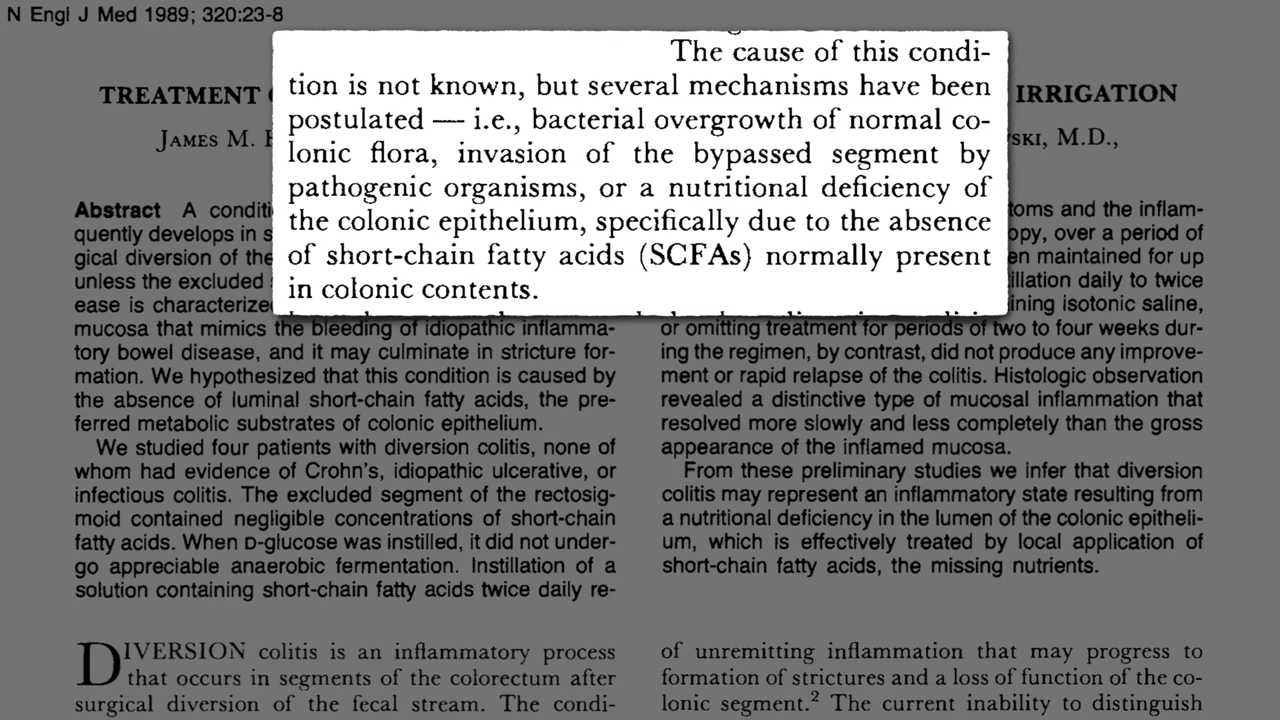 N Engl J Med 1989; 320:23-8
The cause of this condi-
tion is not known, but several mechanisms have been
postulated — i.e., bacterial overgrowth of normal co-
lonic flora, invasion of the bypassed segment by
pathogenic organisms, or a nutritional deficiency of
the colonic epithelium, specifically due to the absence
of short-chain fatty acids (SCFAs) normally present
in colonic contents.
TREATMENT IRRIGATION
JAMES M. SKI, M.D.,
Abstract A conditi
quently develops in s
gical diversion of the
unless the excluded
ease is characterize
mucosa that mimics the bleeding of idiopathic inflamma-
tory bowel disease, and it may culminate in stricture for-
mation. We hypothesized that this condition is caused by
the absence of luminal short-chain fatty acids, the pre-
ferred metabolic substrates of colonic epithelium.
We studied four patients with diversion colitis, none of
whom had evidence of Crohn's, idiopathic ulcerative, or
infectious colitis. The excluded segment of the rectosig-
moid contained negligible concentrations of short-chain
fatty acids. When D-glucose was instilled, it did not under-
go appreciable anaerobic fermentation. Instillation of a
solution containing short-chain fatty acids twice daily re-
toms and the inflam-
opy, over a period of
en maintained for up
illation daily to twice
ining isotonic saline,
or omitting treatment for periods of two to four weeks dur-
ing the regimen, by contrast, did not produce any improve-
ment or rapid relapse of the colitis. Histologic observation
revealed a distinctive type of mucosal inflammation that
resolved more slowly and less completely than the gross
appearance of the inflamed mucosa.
From these preliminary studies we infer that diversion
colitis may represent an inflammatory state resulting from
a nutritional deficiency in the lumen of the colonic epitheli-
um, which is effectively treated by local application of
short-chain fatty acids, the missing nutrients.
DIVERSION colitis is an inflammatory process
that occurs in segments of the colorectum after
surgical diversion of the fecal stream. The condi-
of unremitting inflammation that may progress to
formation of strictures and a loss of function of the co-
lonic segment.2 The current inability to distinguish